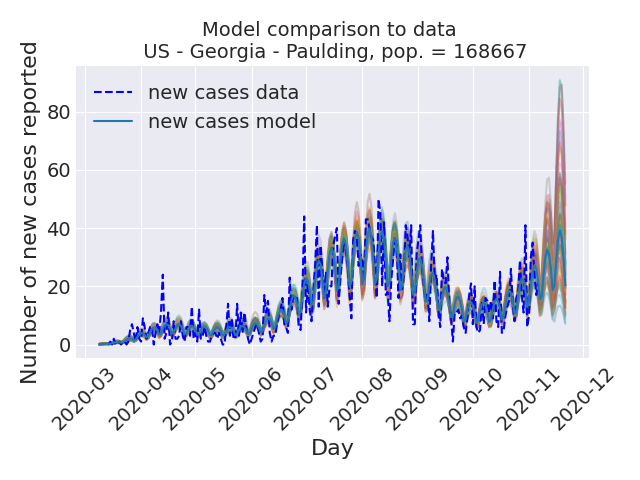 Model comparison to data
US - Georgia - Paulding, pop. = 168667
Number of new cases reported
80
60
40
20
0
new cases data
new cases model
2020-03
2020-04
2020-05
2020-06
2020-07
2020-08
2020-09
2020-10
2020-11
2020-12
Day